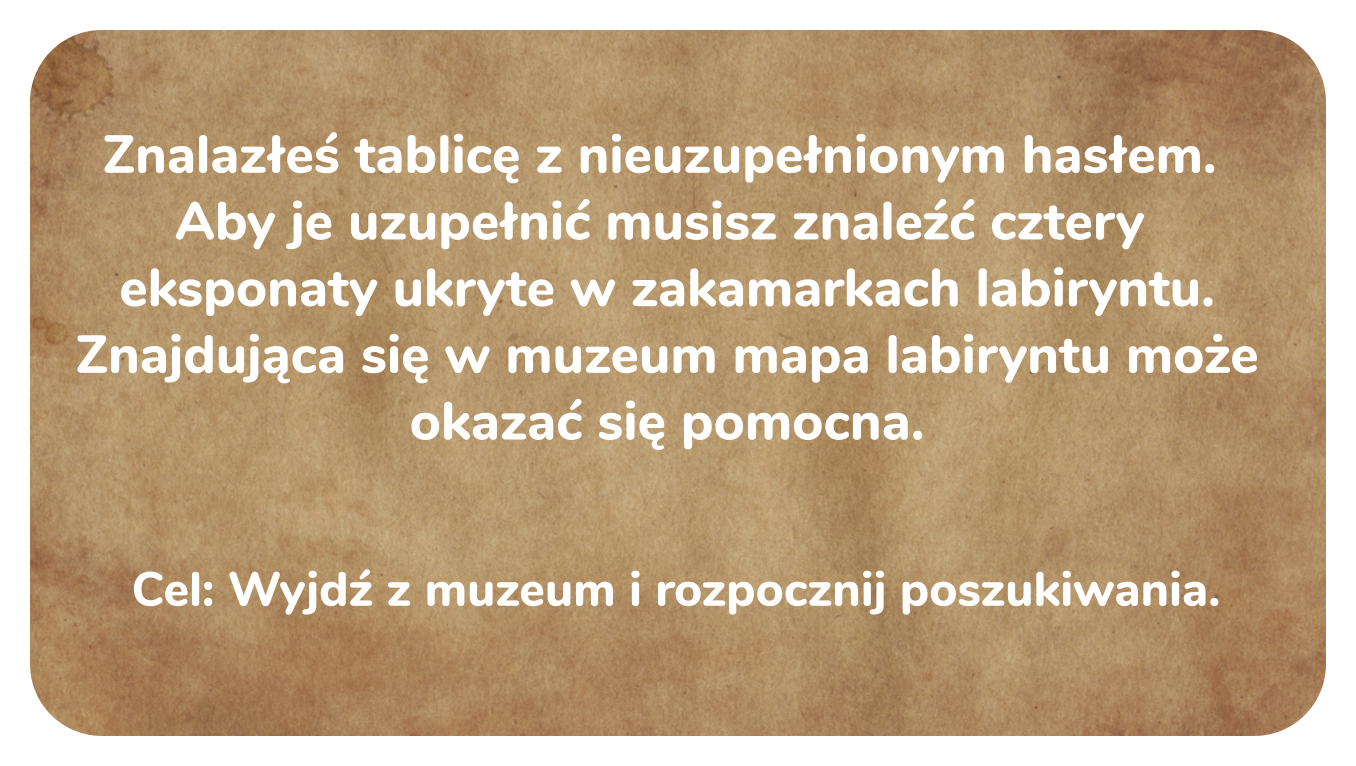 Znalazłeś tablicę z nieuzupełnionym hasłem.
Aby je uzupełnić musisz znaleźć cztery
eksponaty ukryte w zakamarkach labiryntu.
Znajdująca się w muzeum mapa labiryntu może
okazać się pomocna.
Cel: Wyjdź z muzeum i rozpocznij poszukiwania.